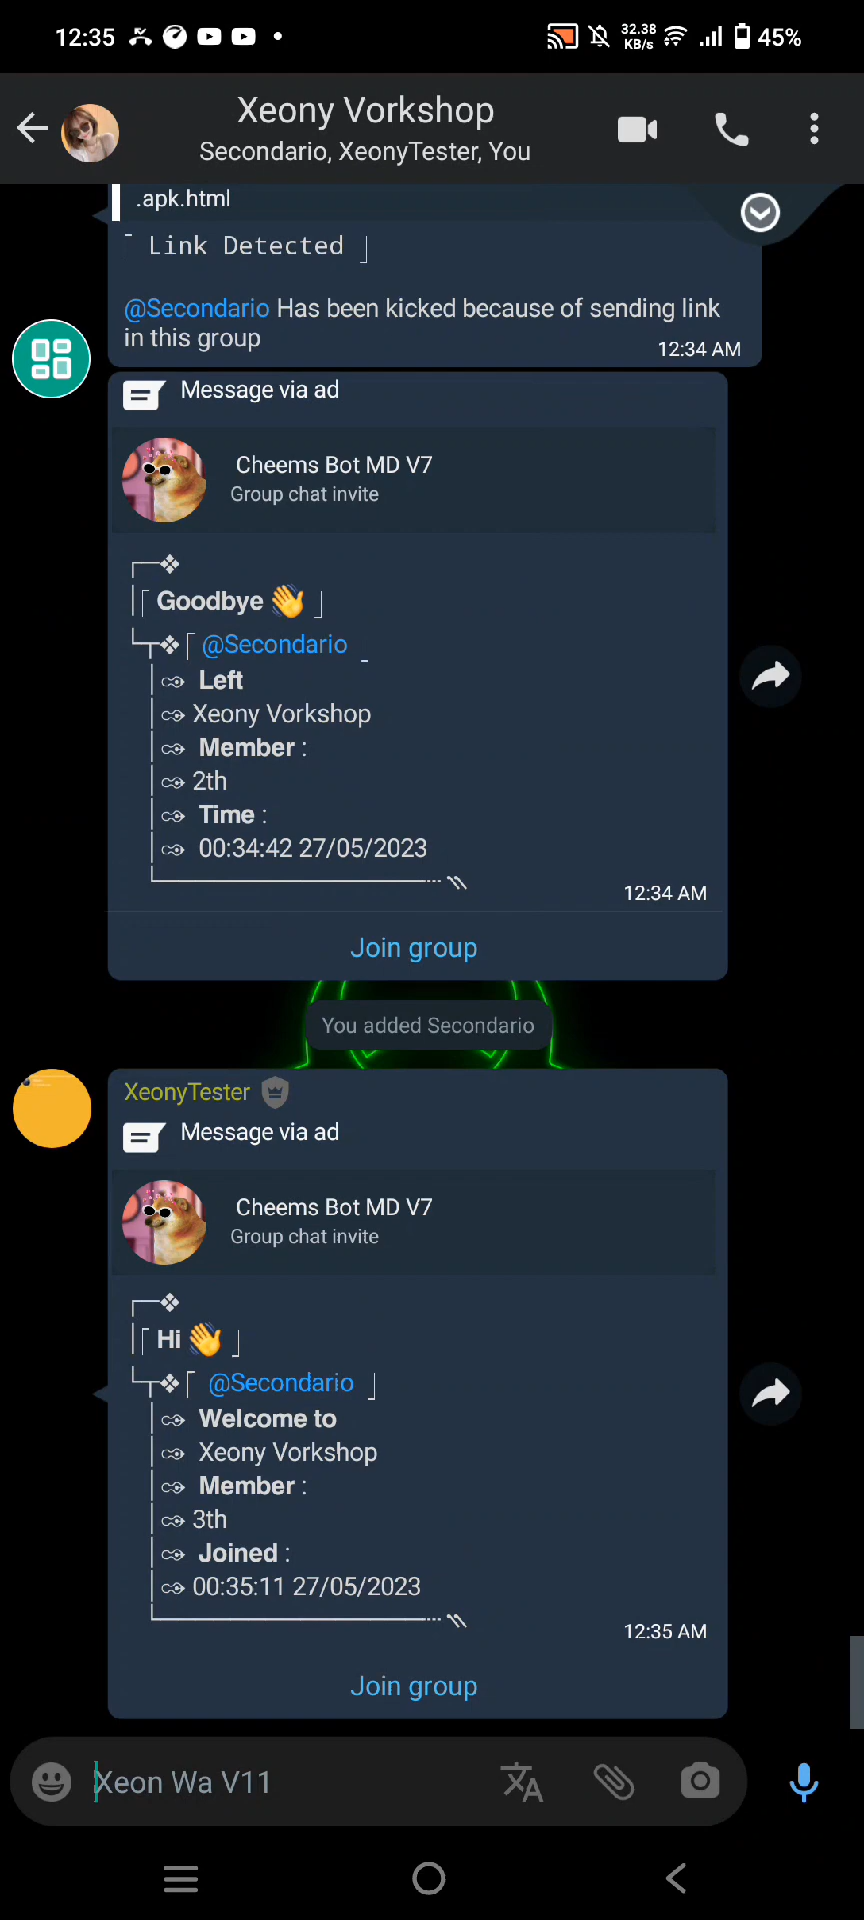 12:35
32.38
KB/s
45%
Xeony Vorkshop
Secondario, XeonyTester, You
.apk.html
Link Detected
@Secondario Has been kicked because of sending link
in this group
12:34 AM
Message via ad
Cheems Bot MD V7
Group chat invite
Goodbye 👋
@Secondario
Left
Xeony Vorkshop
Member :
2th
Time :
00:34:42 27/05/2023
12:34 AM
Join group
You added Secondario
XeonyTester
Message via ad
Cheems Bot MD V7
Group chat invite
Hi 👋
@Secondario
Welcome to
Xeony Vorkshop
Member :
3th
Joined :
00:35:11 27/05/2023
12:35 AM
Join group
Xeon Wa V11